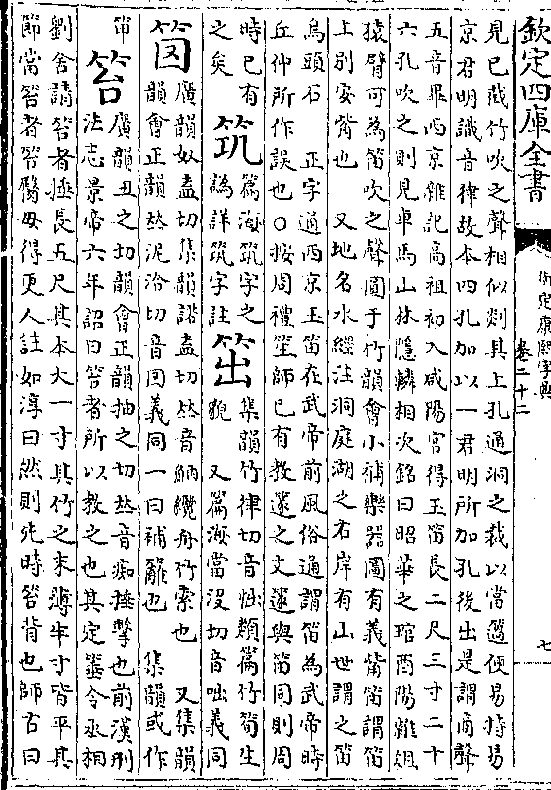 欽定四庫全書
御定康熙字典
卷二十二
七
見已截竹吹之聲相似剡其上孔通洞之裁以當簻便易持易
京君明識音律故本四孔加以一君明所加孔後出是謂商聲
五音畢西京雜記高祖初入咸陽宮得玉笛長二尺三寸二十
六孔吹之則見車馬山林隱轔相次銘曰昭華之琯酉陽雜俎
猿臂可為笛吹之聲圓于竹韻會小補樂器圖有義觜笛謂笛
上別安觜也　又地名水經注洞庭湖之右岸有山世謂之笛
烏頭石　正字通西京玉笛在武帝前風俗通謂笛為武帝時
丘仲所作誤也○按周禮笙師已有教篴之文篴與笛同則周
時已有
之矣
篇海筑字之
譌詳筑字註
笜
集韻竹律切音怞類篇竹筍生
貌　又篇海當沒切音咄義同
廣韻奴盍切集韻諾盍切𠀤音魶纜舟竹索也　又集韻
韻會正韻𠀤泥洽切音図義同一曰補籬也　集韻或作
笝
笞
廣韻丑之切韻會正韻抽之切𠀤音痴捶擊也前漢刑
法志景帝六年詔曰笞者所以教之也其定箠令丞相
劉舍請笞者箠長五尺其本大一寸其竹之末薄半寸皆平其
節當笞者笞臀毋得更人註如淳曰然則先時笞背也師古曰